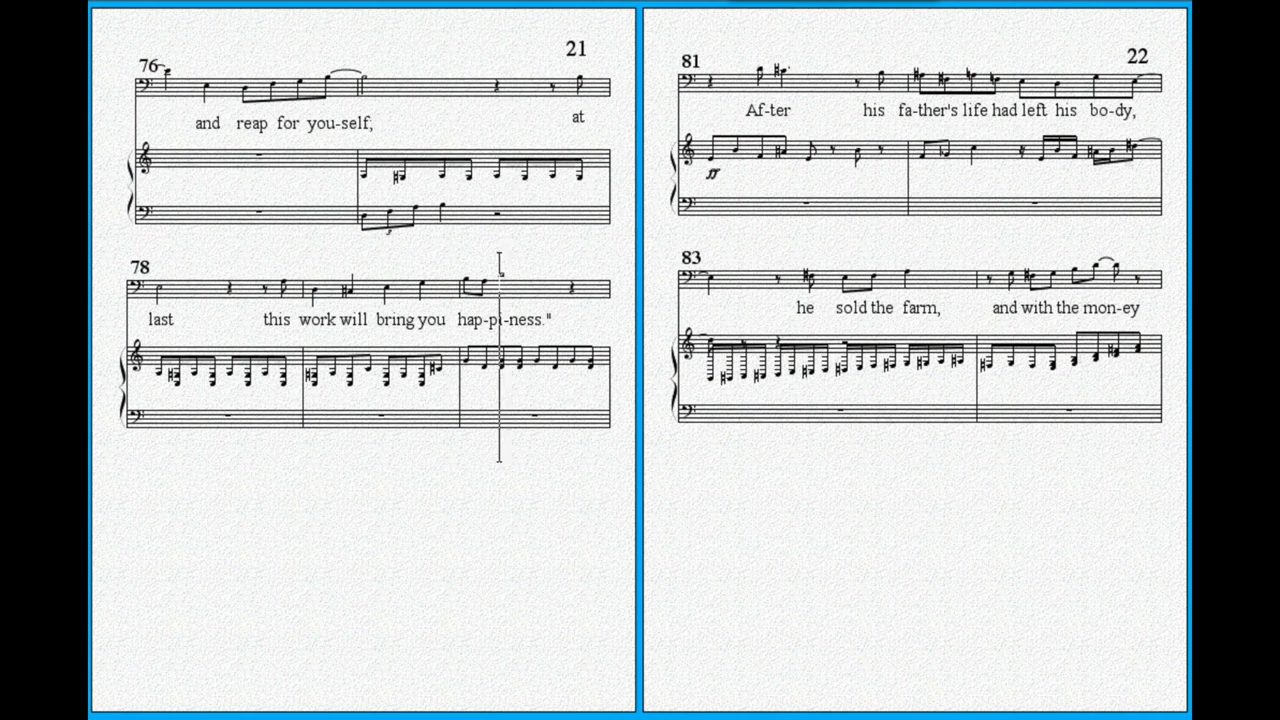 21
76
and reap for you-self;
at
3
78
last this work will bring you hap-pi-ness."
22
81
Af-ter his fa-ther's life had left his bo-dy,
ff
83
he sold the farm, and with the mon-ey